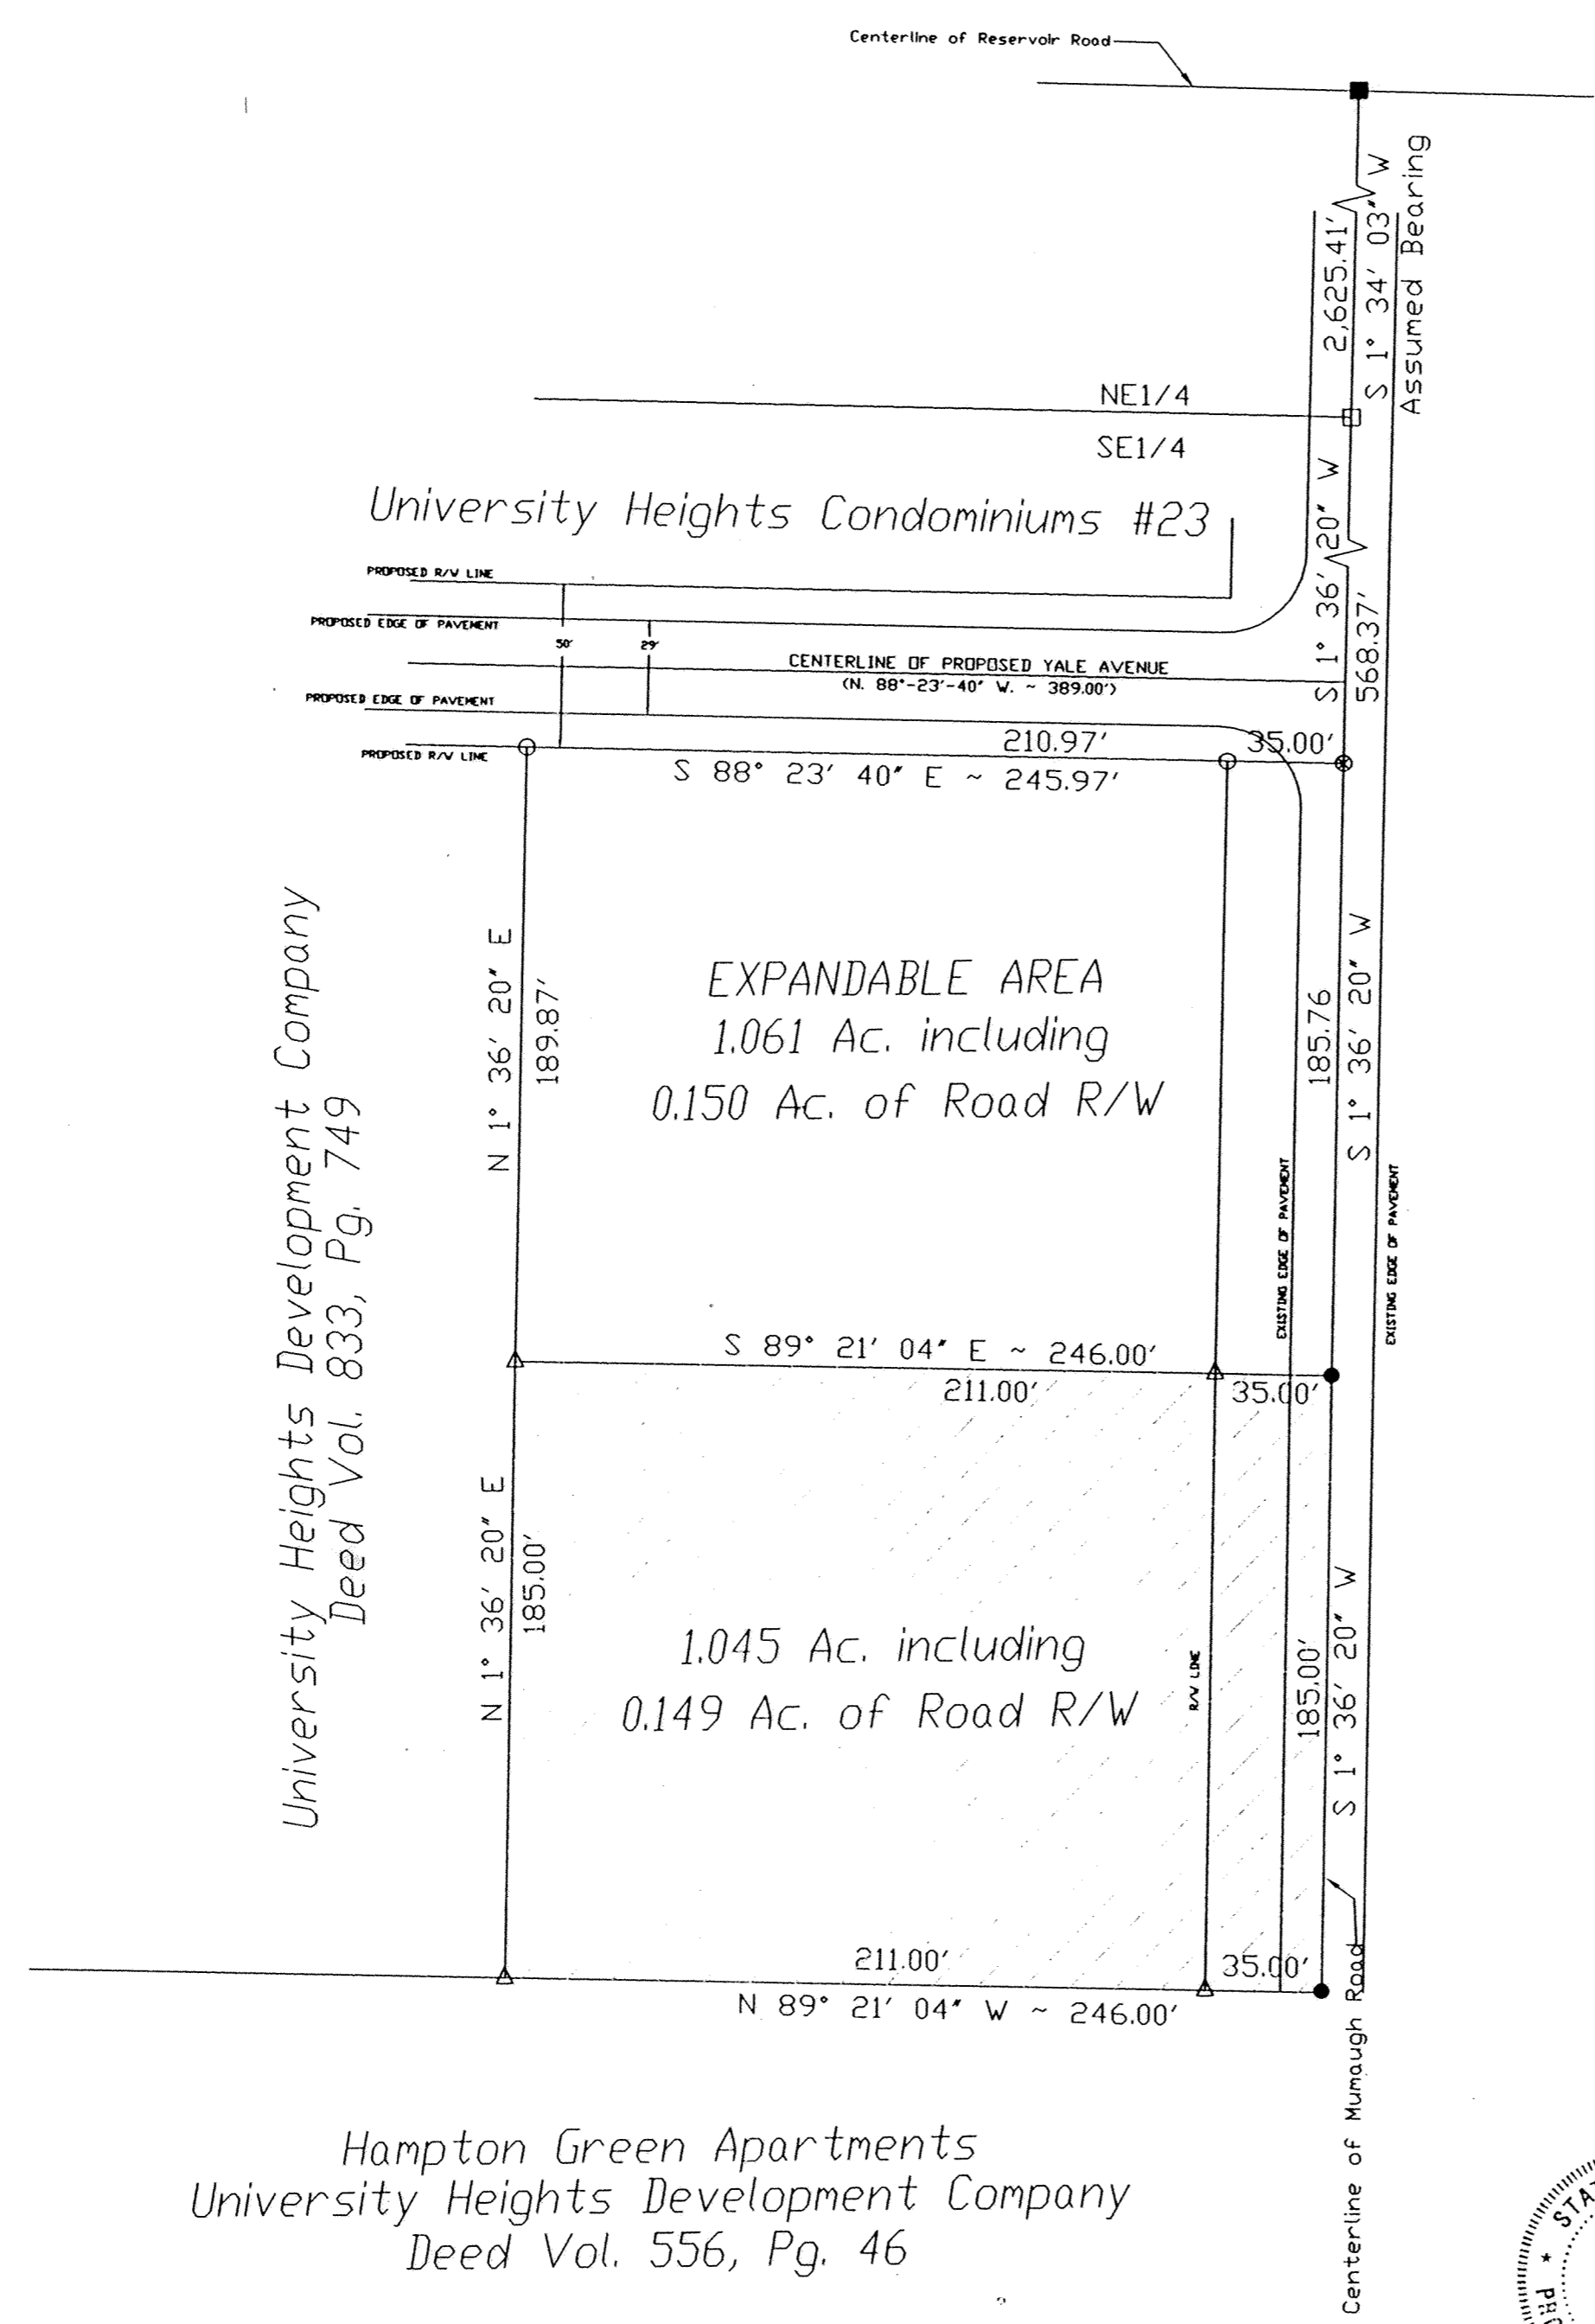 Centerline of Reservoir Road
2,625.41'
S 1° 34' 03" W
Assumed Bearing
NE1/4
SE1/4
University Heights Condominiums #23
S 1° 36' 20" W
568.37'
PROPOSED R/W LINE
PROPOSED EDGE OF PAVEMENT
50'
29'
CENTERLINE OF PROPOSED YALE AVENUE
(N. 88°-23'-40" W. ~ 389.00')
PROPOSED EDGE OF PAVEMENT
PROPOSED R/W LINE
210.97'
35.00'
S 88° 23' 40" E ~ 245.97'
University Heights Development Company
Deed Vol. 833, Pg. 749
N 1° 36' 20" E
189.87'
EXPANDABLE AREA
1.061 Ac. including
0.150 Ac. of Road R/W
185.76
S 1° 36' 20" W
EXISTING EDGE OF PAVEMENT
EXISTING EDGE OF PAVEMENT
S 89° 21' 04" E ~ 246.00'
211.00'
35.00'
N 1° 36' 20" E
185.00'
1.045 Ac. including
0.149 Ac. of Road R/W
R/W LINE
185.00'
S 1° 36' 20" W
211.00'
35.00'
N 89° 21' 04" W ~ 246.00'
Centerline of Mumaugh Road
Hampton Green Apartments
University Heights Development Company
Deed Vol. 556, Pg. 46